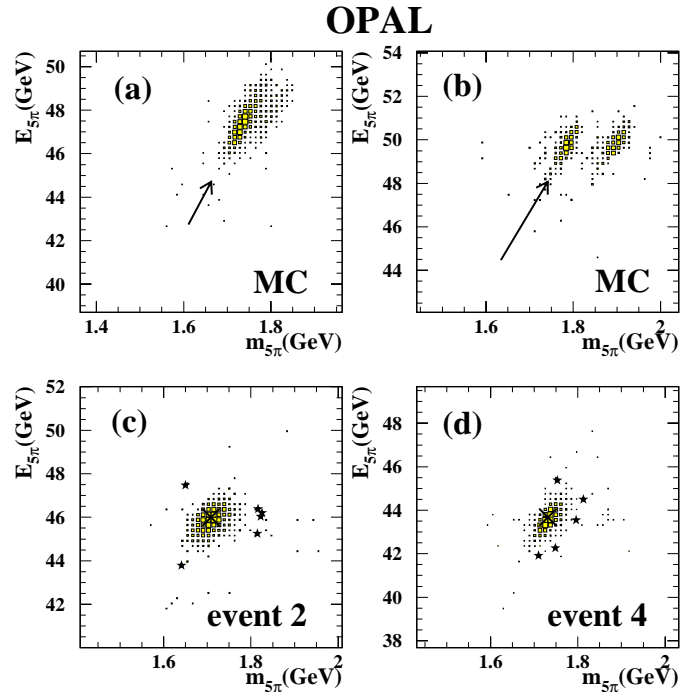 OPAL
E5π(GeV)
50
48
46
44
42
40
(a)
MC
1.4
1.6
1.8
m5π(GeV)
E5π(GeV)
54
52
50
48
46
44
(b)
MC
1.6
1.8
2
m5π(GeV)
E5π(GeV)
52
50
48
46
44
42
(c)
event 2
1.6
1.8
2
m5π(GeV)
E5π(GeV)
48
46
44
42
40
38
(d)
event 4
1.6
1.8
2
m5π(GeV)